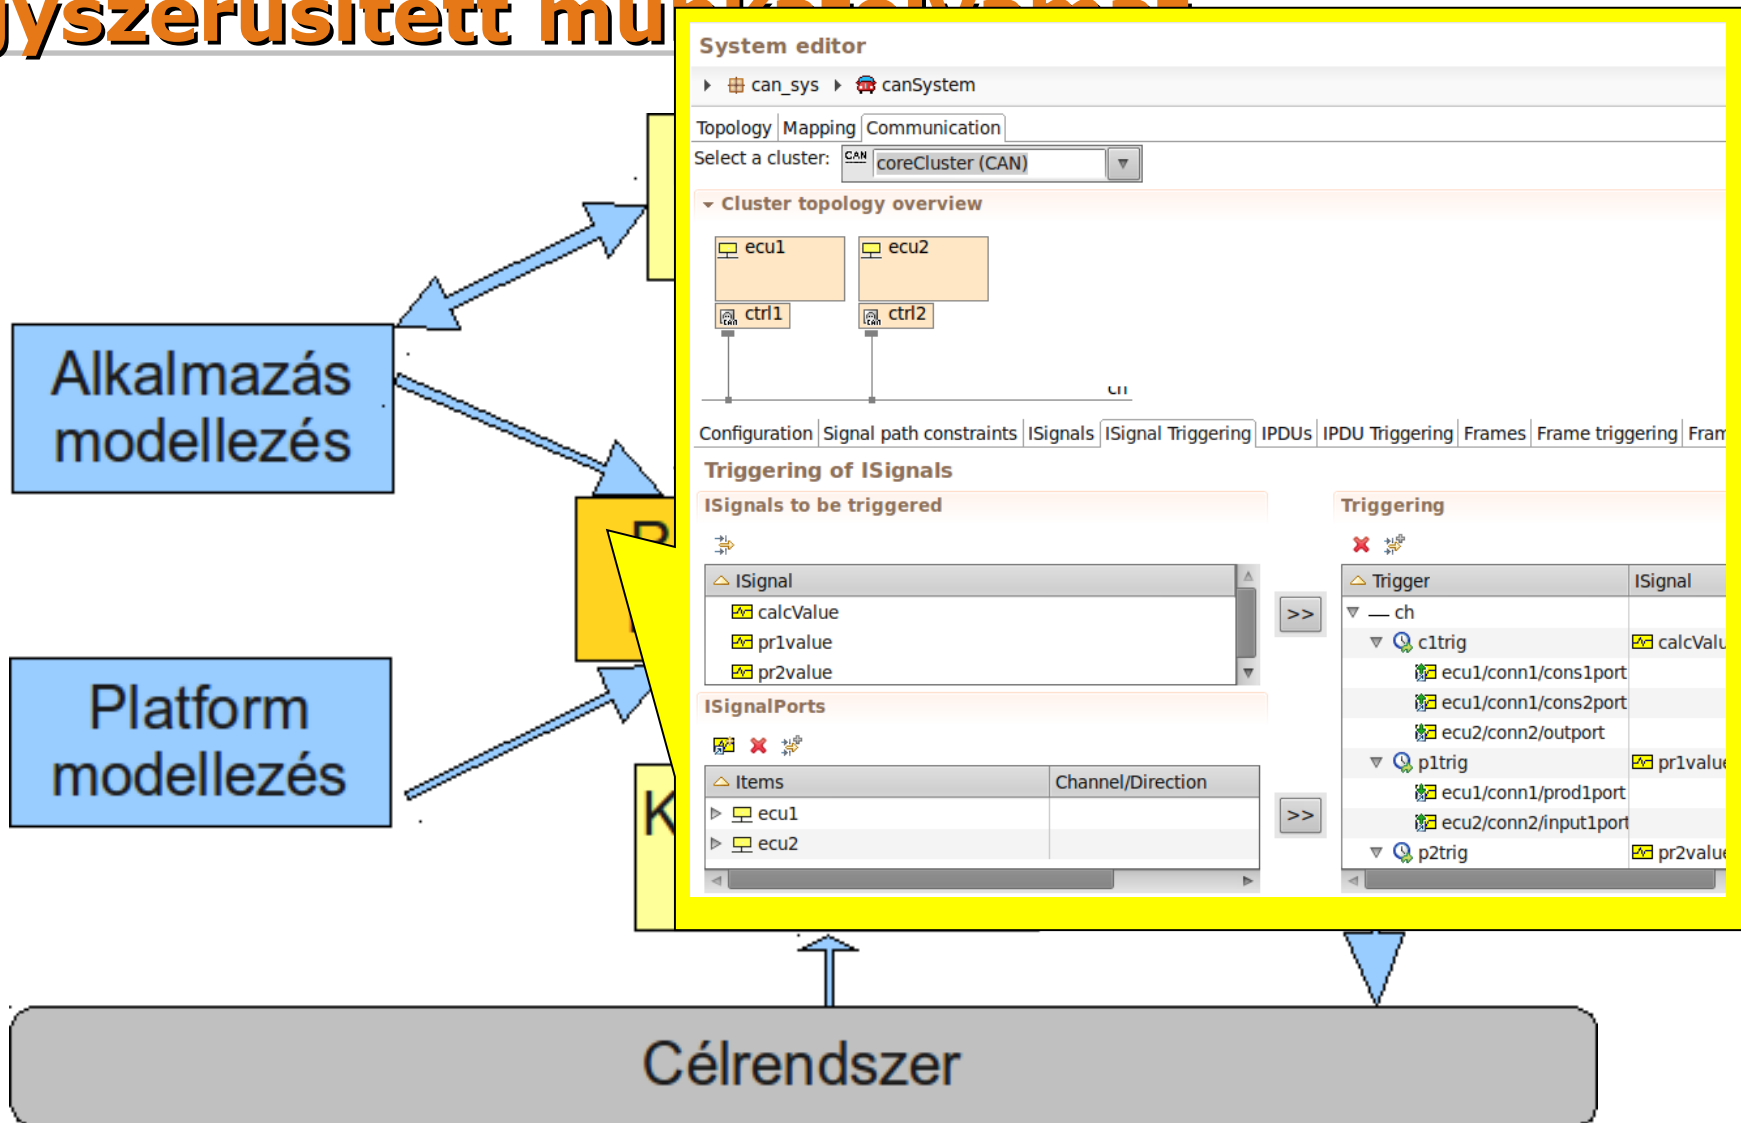 System editor
can_sys canSystem
Topology Mapping Communication
Select a cluster: CAN coreCluster (CAN)
Cluster topology overview
ecu1 ecu2
ctrl1 ctrl2
Alkalmazás
modellezés
Configuration Signal path constraints ISignals ISignal Triggering IPDUs IPDU Triggering Frames Frame triggering
Triggering of ISignals
ISignals to be triggered
ISignal
calcValue
pr1value
pr2value
ISignalPorts
Items Channel/Direction
ecu1
ecu2
>>
>>
Triggering
Trigger ISignal
ch
c1trig
ecu1/conn1/cons1port
ecu1/conn1/cons2port
ecu2/conn2/outport
p1trig
ecu1/conn1/prod1port
ecu2/conn2/input1port
p2trig
Platform
modellezés
Célrendszer